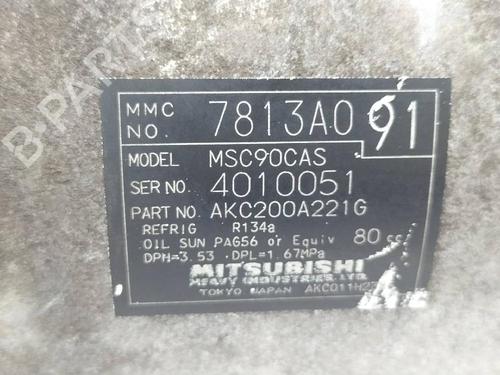 B-PARTS
MMC NO. 7813A091
MODEL MSC90CAS
SER NO. 4010051
PART NO. AKC200A221G
REFRIG R134a
OIL SUN PAG56 or Equiv 80 cc
DPH=3.53 DPL=1.67MPa
MITSUBISHI
HEAVY INDUSTRIES, LTD.
TOKYO JAPAN